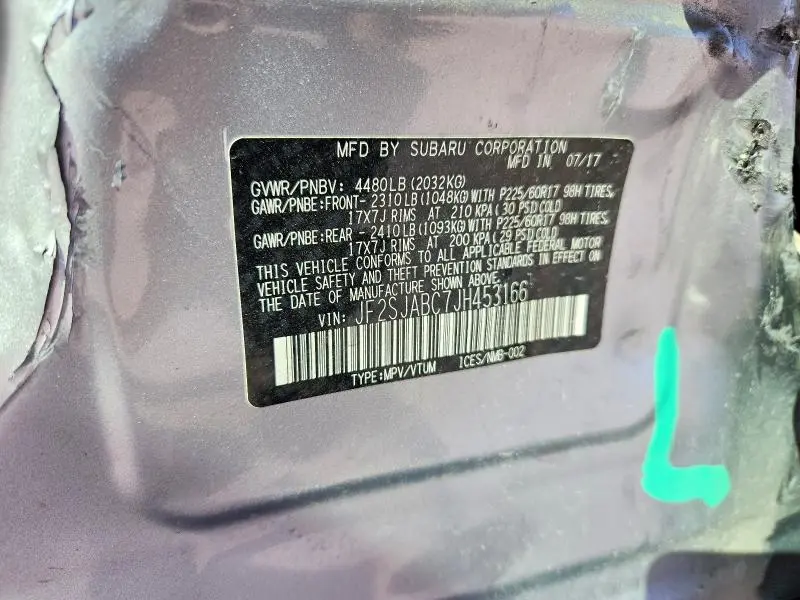 MFD BY SUBARU CORPORATION
MFD IN 07/17
GVWR/PNBV: 4480LB (2032KG)
GAWR/PNBE:FRONT- 2310LB (1048KG) WITH P225/60R17 98H TIRES,
17X7J RIMS AT 210 KPA (30 PSI) COLD
GAWR/PNBE:REAR - 2410LB (1093KG) WITH P225/60R17 98H TIRES,
17X7J RIMS AT 200 KPA (29 PSI) COLD
THIS VEHICLE CONFORMS TO ALL APPLICABLE FEDERAL MOTOR
VEHICLE SAFETY AND THEFT PREVENTION STANDARDS IN EFFECT ON
THE DATE OF MANUFACTURE SHOWN ABOVE.
VIN: JF2SJABC7JH453166
TYPE:MPV/VTUM ICES/NMB-002
L